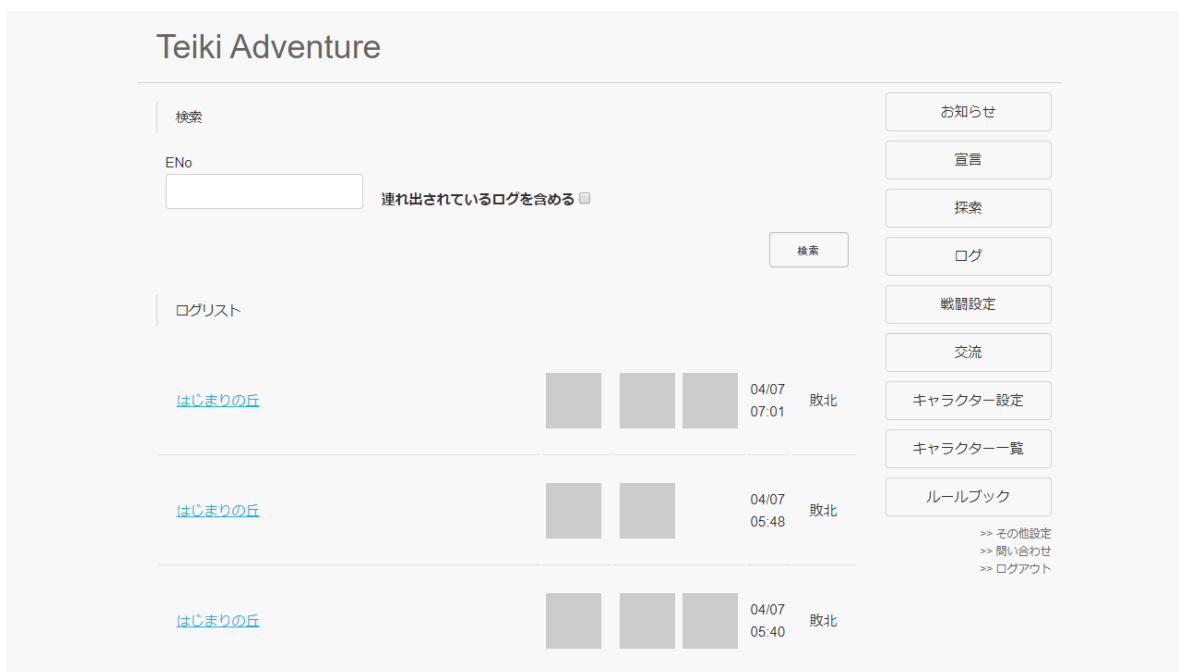 Teiki Adventure
検索
ENo
連れ出されているログを含める
検索
ログリスト
はじまりの丘
04/07
07:01
敗北
はじまりの丘
04/07
05:48
敗北
はじまりの丘
04/07
05:40
敗北
お知らせ
宣言
探索
ログ
戦闘設定
交流
キャラクター設定
キャラクター一覧
ルールブック
>> その他設定
>> 問い合わせ
>> ログアウト